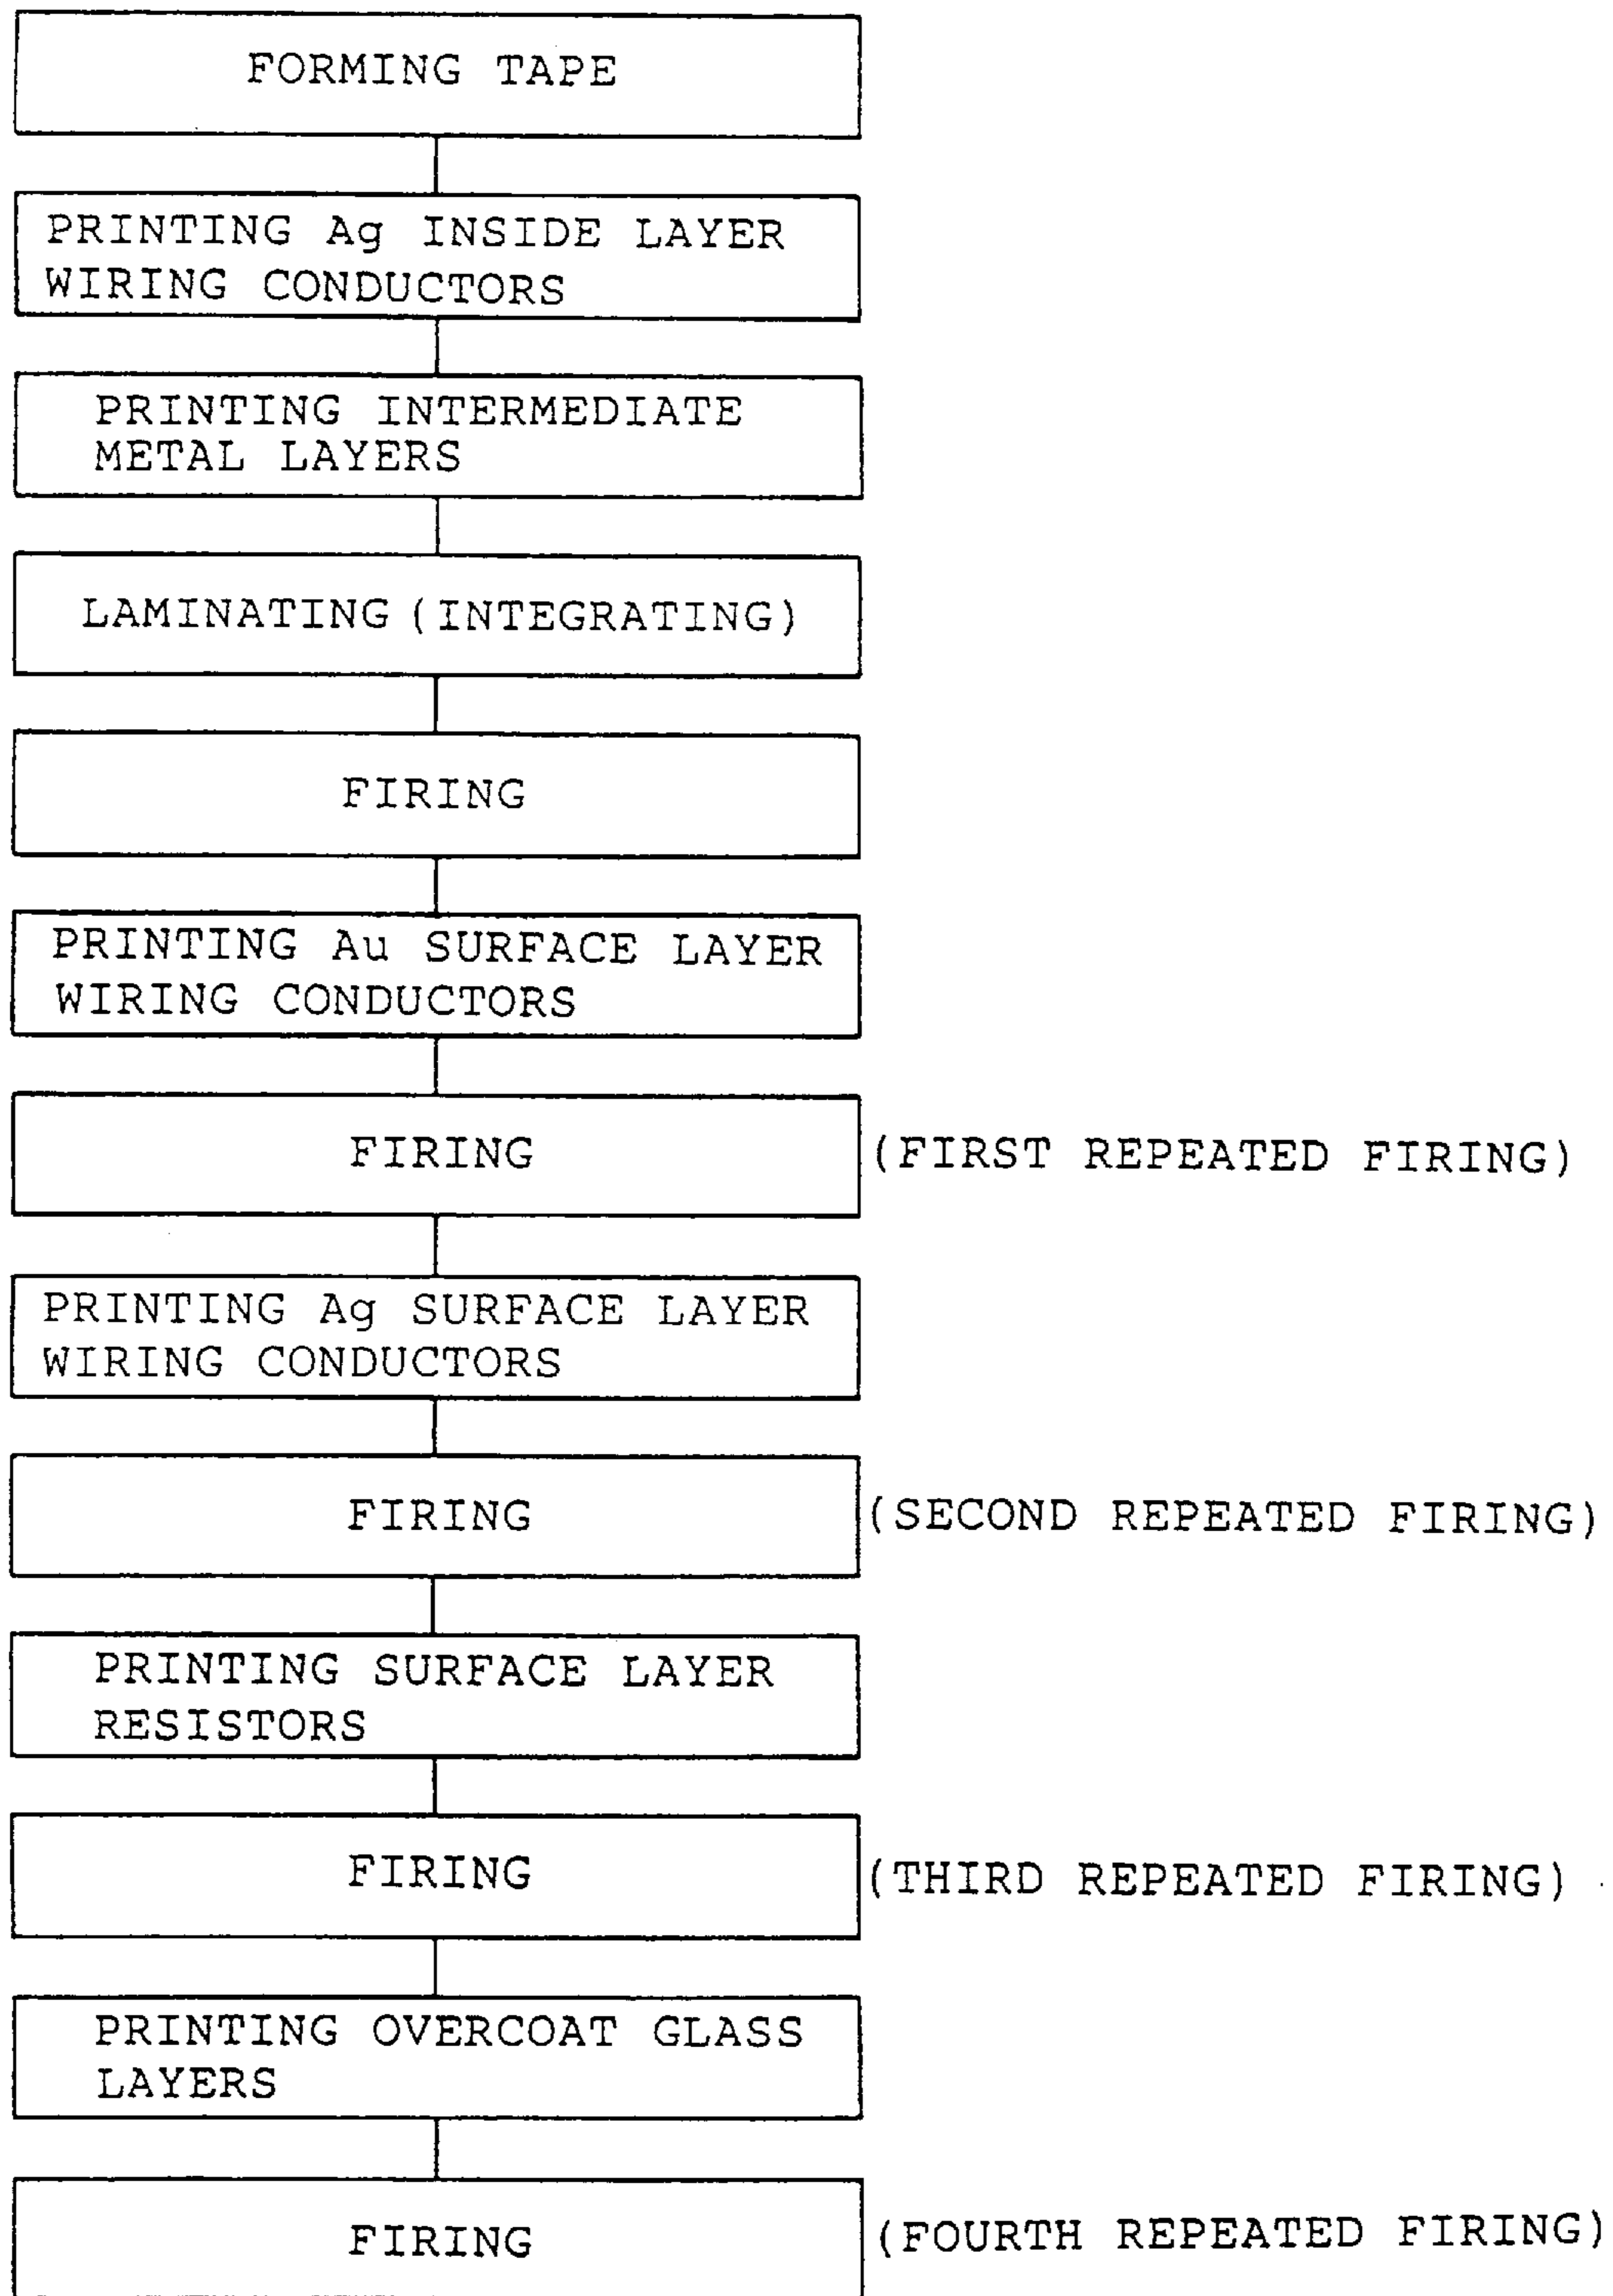 FORMING TAPE
PRINTING Ag INSIDE LAYER
WIRING CONDUCTORS
PRINTING INTERMEDIATE
METAL LAYERS
LAMINATING (INTEGRATING)
FIRING
PRINTING Au SURFACE LAYER
WIRING CONDUCTORS
FIRING (FIRST REPEATED FIRING)
PRINTING Ag SURFACE LAYER
WIRING CONDUCTORS
FIRING (SECOND REPEATED FIRING)
PRINTING SURFACE LAYER
RESISTORS
FIRING (THIRD REPEATED FIRING)
PRINTING OVERCOAT GLASS
LAYERS
FIRING (FOURTH REPEATED FIRING)